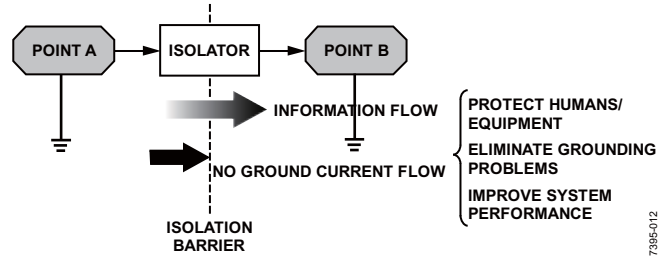 POINT A
ISOLATOR
POINT B
INFORMATION FLOW
NO GROUND CURRENT FLOW
PROTECT HUMANS/
EQUIPMENT
ELIMINATE GROUNDING
PROBLEMS
IMPROVE SYSTEM
PERFORMANCE
ISOLATION
BARRIER
7395-012